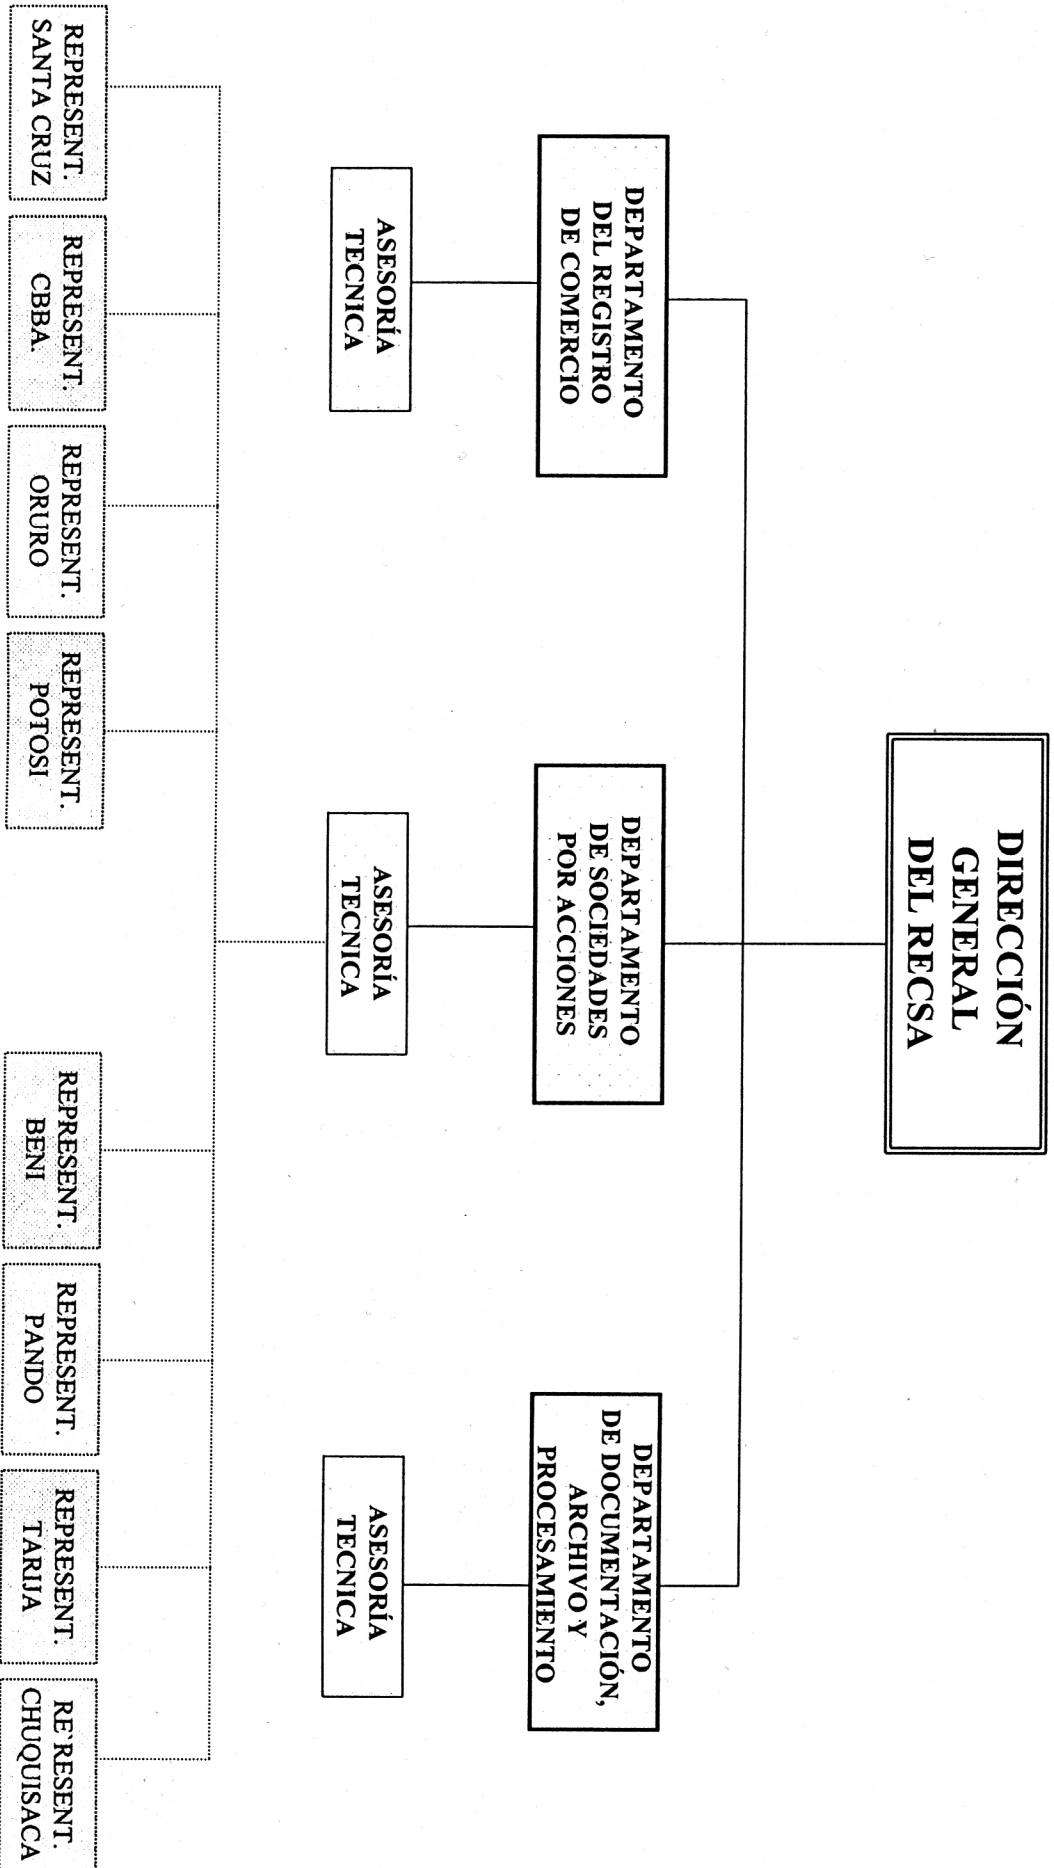 DIRECCIÓN
GENERAL
DEL RECSA
DEPARTAMENTO
DEL REGISTRO
DE COMERCIO
DEPARTAMENTO
DE SOCIEDADES
POR ACCIONES
DEPARTAMENTO
DE DOCUMENTACIÓN,
ARCHIVO Y
PROCESAMIENTO
ASESORÍA
TECNICA
ASESORÍA
TECNICA
ASESORÍA
TECNICA
REPRESENT.
SANTA CRUZ
REPRESENT.
CBBA.
REPRESENT.
ORURO
REPRESENT.
POTOSI
REPRESENT.
BENI
REPRESENT.
PANDO
REPRESENT.
TARIJA
RE`RESENT.
CHUQUISACA